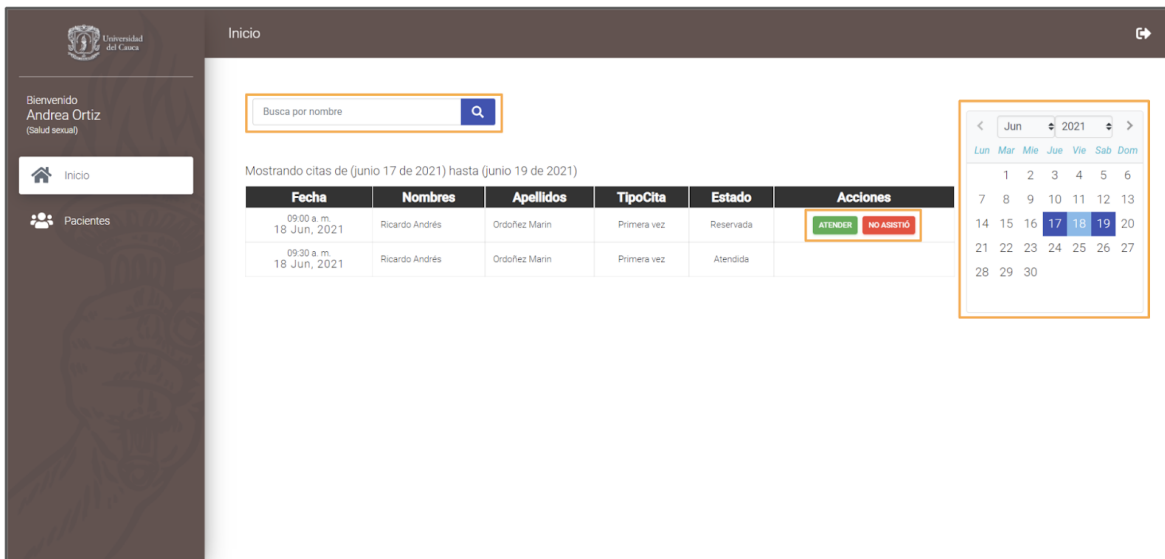 Universidad
del Cauca
Inicio
Bienvenido
Andrea Ortiz
(Salud sexual)
Inicio
Pacientes
Busca por nombre
Mostrando citas de (junio 17 de 2021) hasta (junio 19 de 2021)
Fecha Nombres Apellidos TipoCita Estado Acciones
09:00 a. m.
18 Jun, 2021 Ricardo Andrés Ordoñez Marin Primera vez Reservada ATENDER NO ASISTIÓ
09:30 a. m.
18 Jun, 2021 Ricardo Andrés Ordoñez Marin Primera vez Atendida
Jun 2021
Lun Mar Mie Jue Vie Sab Dom
1 2 3 4 5 6
7 8 9 10 11 12 13
14 15 16 17 18 19 20
21 22 23 24 25 26 27
28 29 30